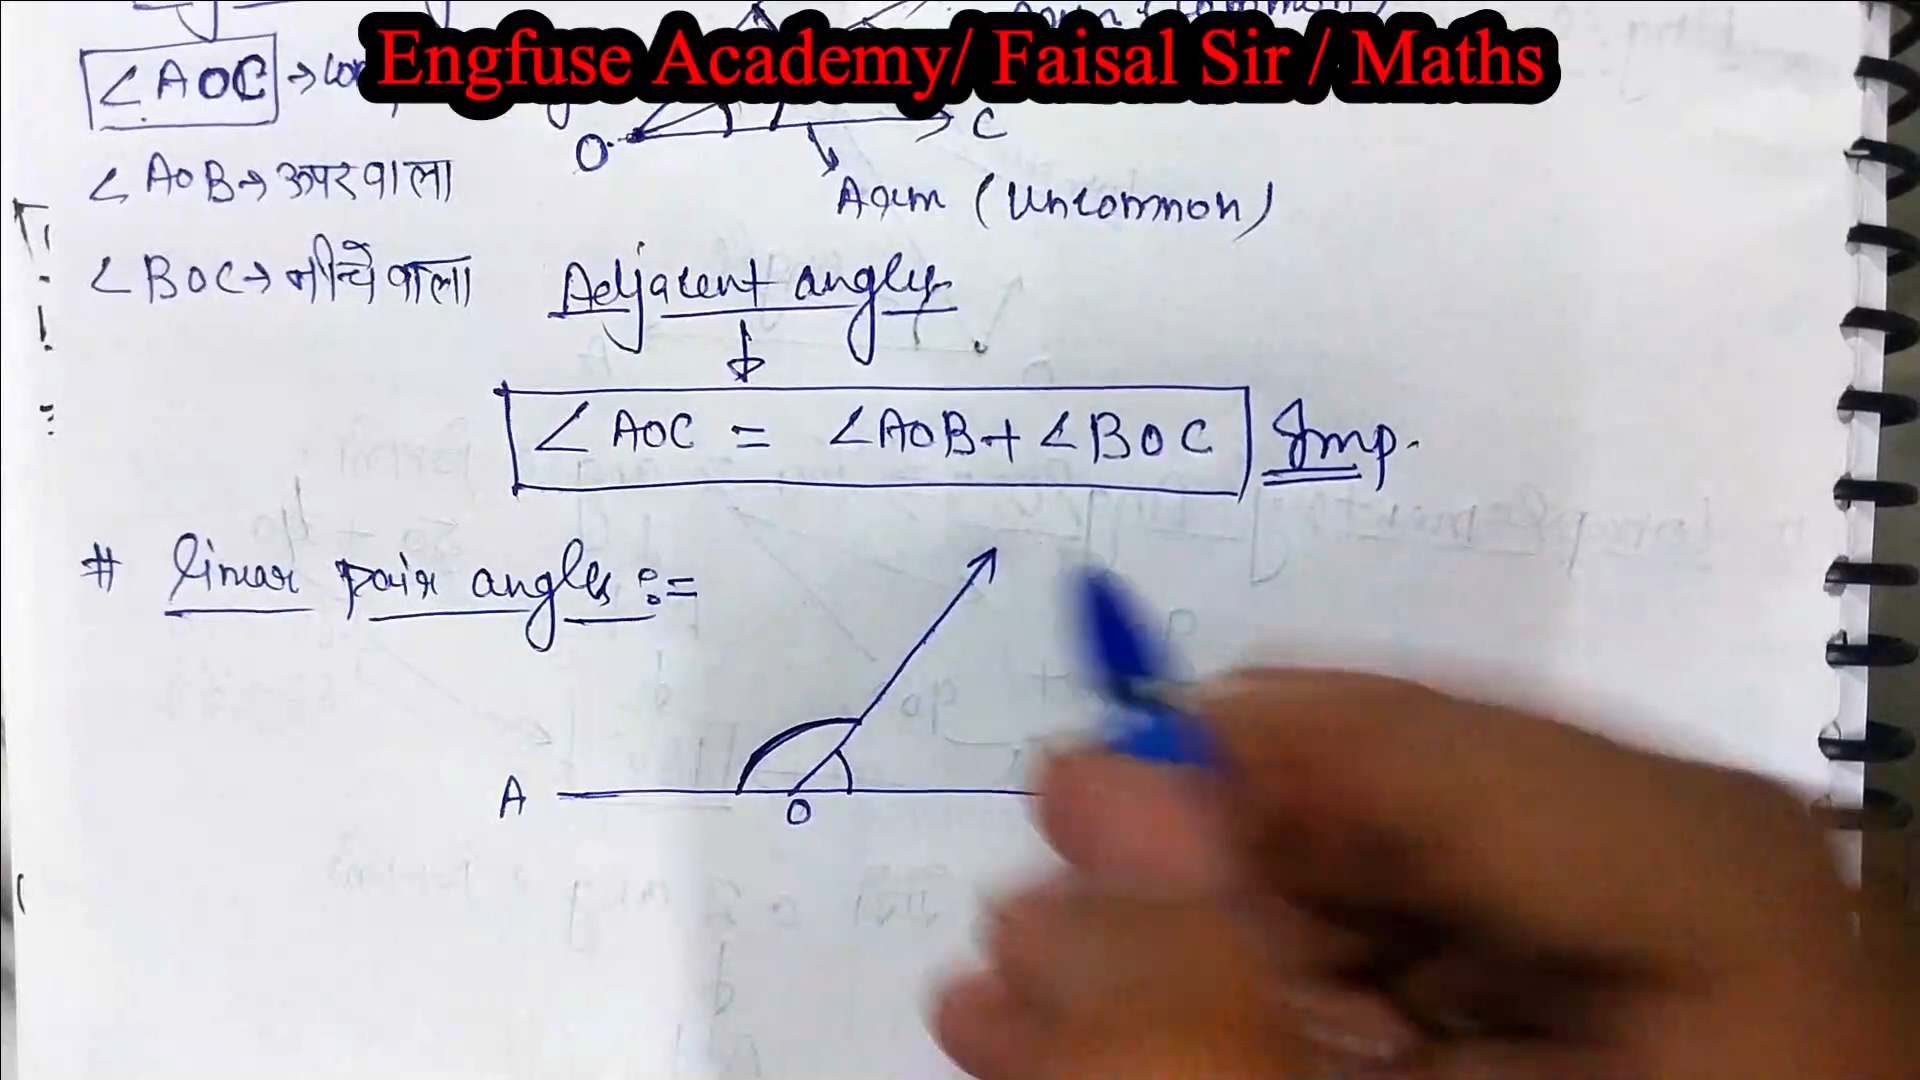 Engfuse Academy/ Faisal Sir / Maths
∠AOC →
O
C
∠AOB → ऊपर वाला
Arm (Uncommon)
∠BOC → नीचे वाला
Adjacent angles
∠AOC = ∠AOB + ∠BOC Imp.
# linear pair angles :=
A
O